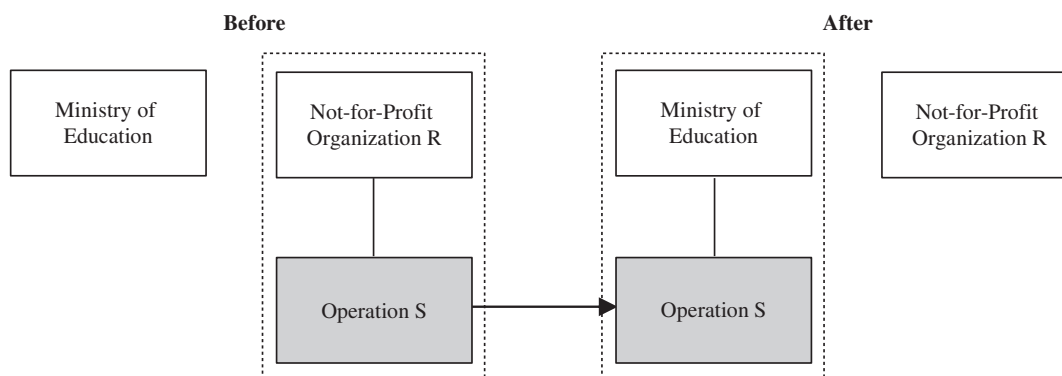 Before
After
Ministry of
Education
Not-for-Profit
Organization R
Ministry of
Education
Not-for-Profit
Organization R
Operation S
Operation S